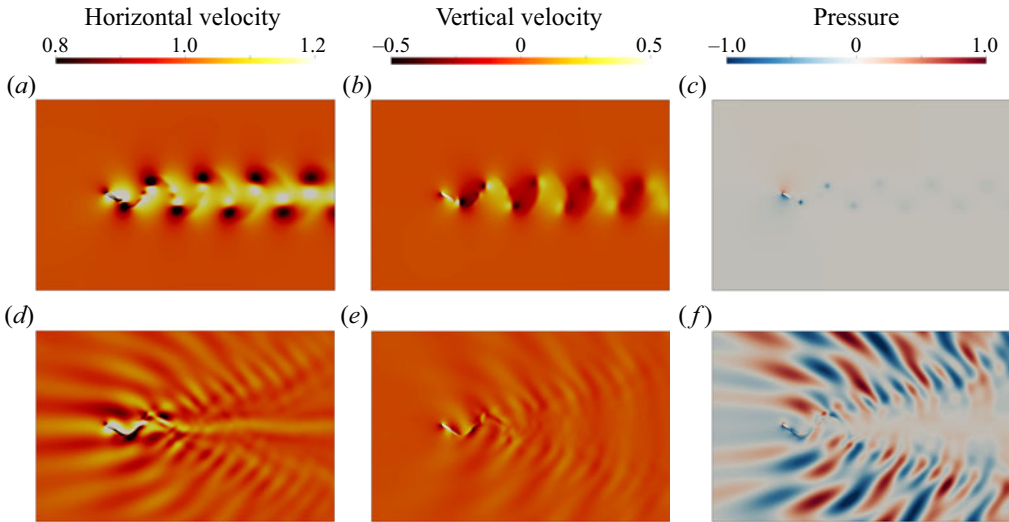 Horizontal velocity Vertical velocity Pressure
0.8 1.0 1.2 –0.5 0 0.5 –1.0 0 1.0
(a) (b) (c)
(d) (e) (f)